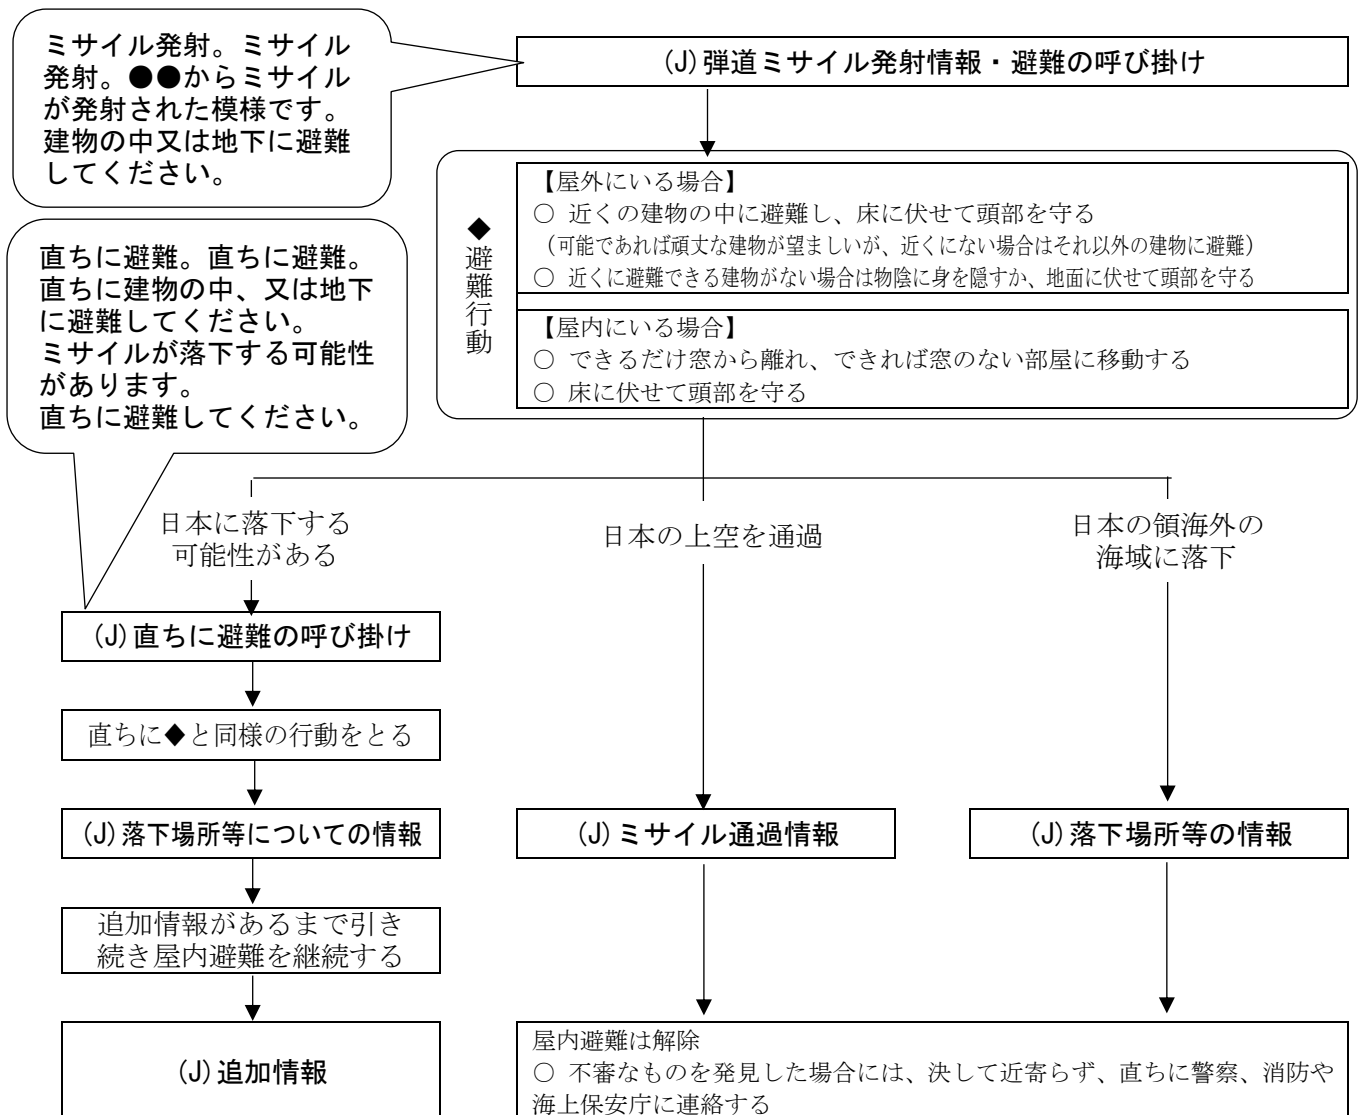 ミサイル発射。ミサイル
発射。●●からミサイル
が発射された模様です。
建物の中又は地下に避難
してください。
(J)弾道ミサイル発射情報・避難の呼び掛け
◆避難行動
【屋外にいる場合】
○ 近くの建物の中に避難し、床に伏せて頭部を守る
(可能であれば頑丈な建物が望ましいが、近くにない場合はそれ以外の建物に避難)
○ 近くに避難できる建物がない場合は物陰に身を隠すか、地面に伏せて頭部を守る
【屋内にいる場合】
○ できるだけ窓から離れ、できれば窓のない部屋に移動する
○ 床に伏せて頭部を守る
直ちに避難。直ちに避難。
直ちに建物の中、又は地下
に避難してください。
ミサイルが落下する可能性
があります。
直ちに避難してください。
日本に落下する
可能性がある
日本の上空を通過
日本の領海外の
海域に落下
(J)直ちに避難の呼び掛け
直ちに◆と同様の行動をとる
(J)落下場所等についての情報
(J)ミサイル通過情報
(J)落下場所等の情報
追加情報があるまで引き
続き屋内避難を継続する
(J)追加情報
屋内避難は解除
○ 不審なものを発見した場合には、決して近寄らず、直ちに警察、消防や
海上保安庁に連絡する